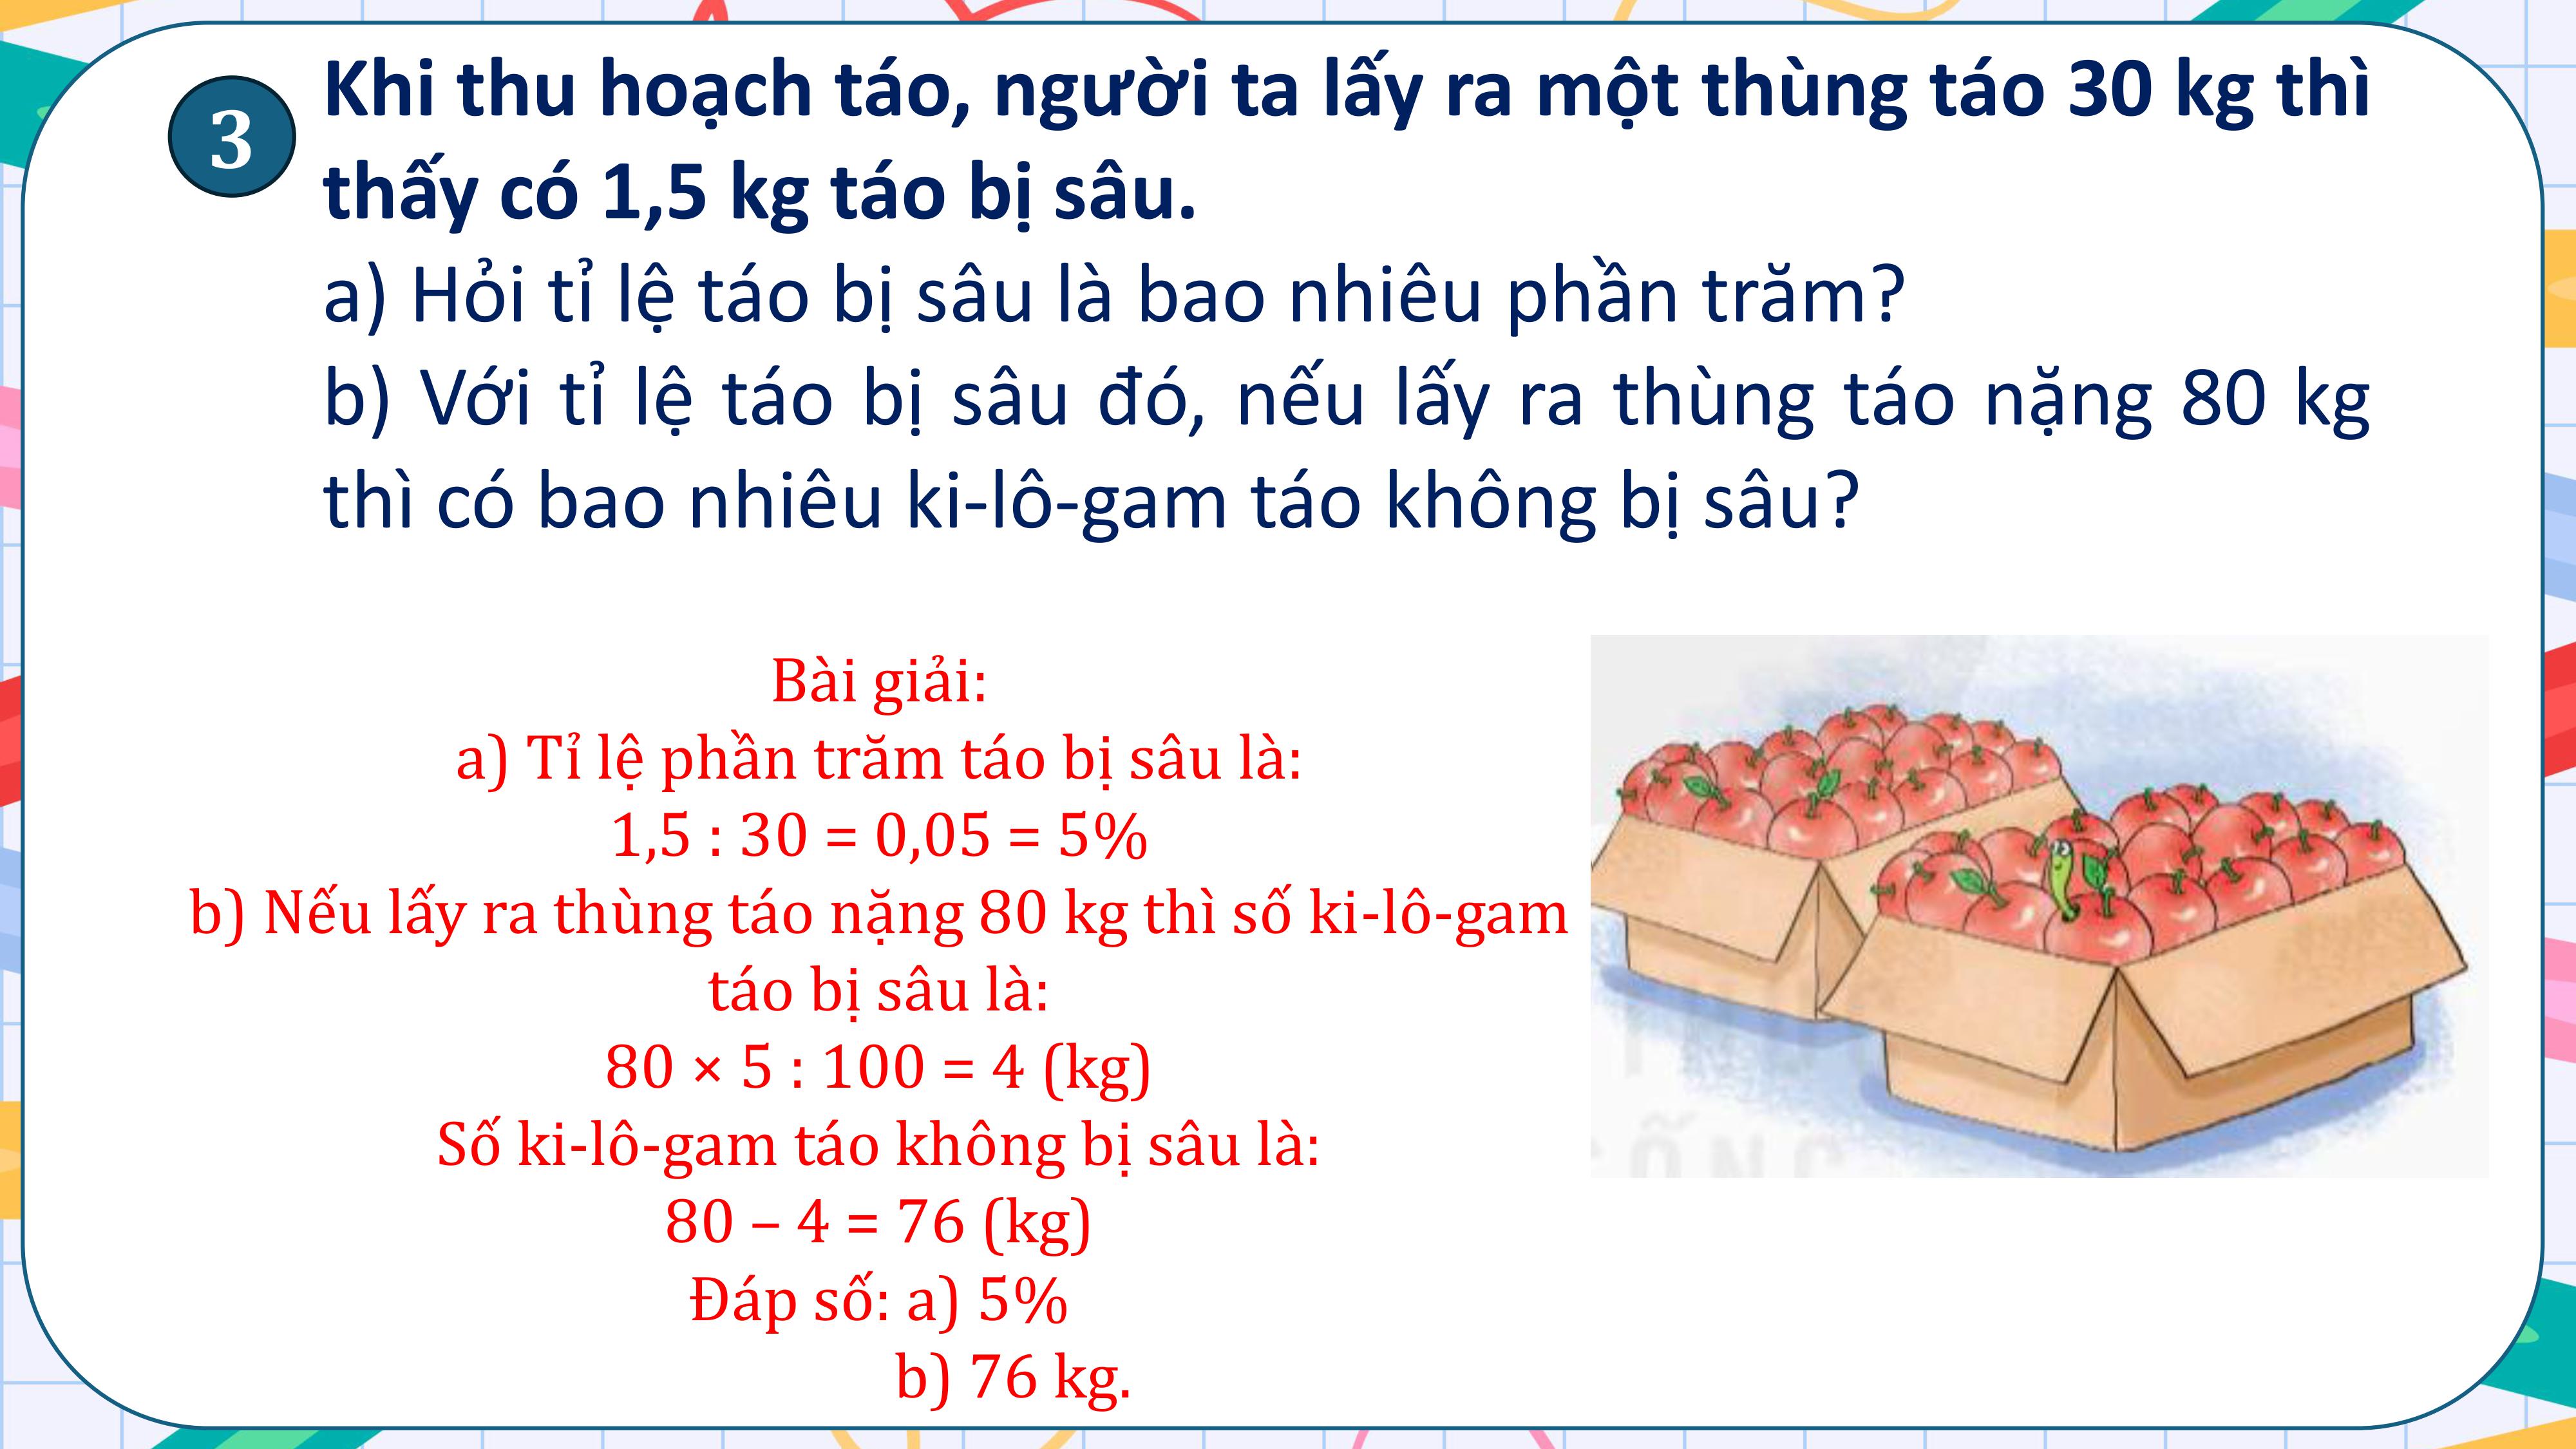 3
Khi thu hoạch táo, người ta lấy ra một thùng táo 30 kg thì
thấy có 1,5 kg táo bị sâu.
a) Hỏi tỉ lệ táo bị sâu là bao nhiêu phần trăm?
b) Với tỉ lệ táo bị sâu đó, nếu lấy ra thùng táo nặng 80 kg
thì có bao nhiêu ki-lô-gam táo không bị sâu?
Bài giải:
a) Tỉ lệ phần trăm táo bị sâu là:
1,5 : 30 = 0,05 = 5%
b) Nếu lấy ra thùng táo nặng 80 kg thì số ki-lô-gam
táo bị sâu là:
80 × 5 : 100 = 4 (kg)
Số ki-lô-gam táo không bị sâu là:
80 – 4 = 76 (kg)
Đáp số: a) 5%
b) 76 kg.